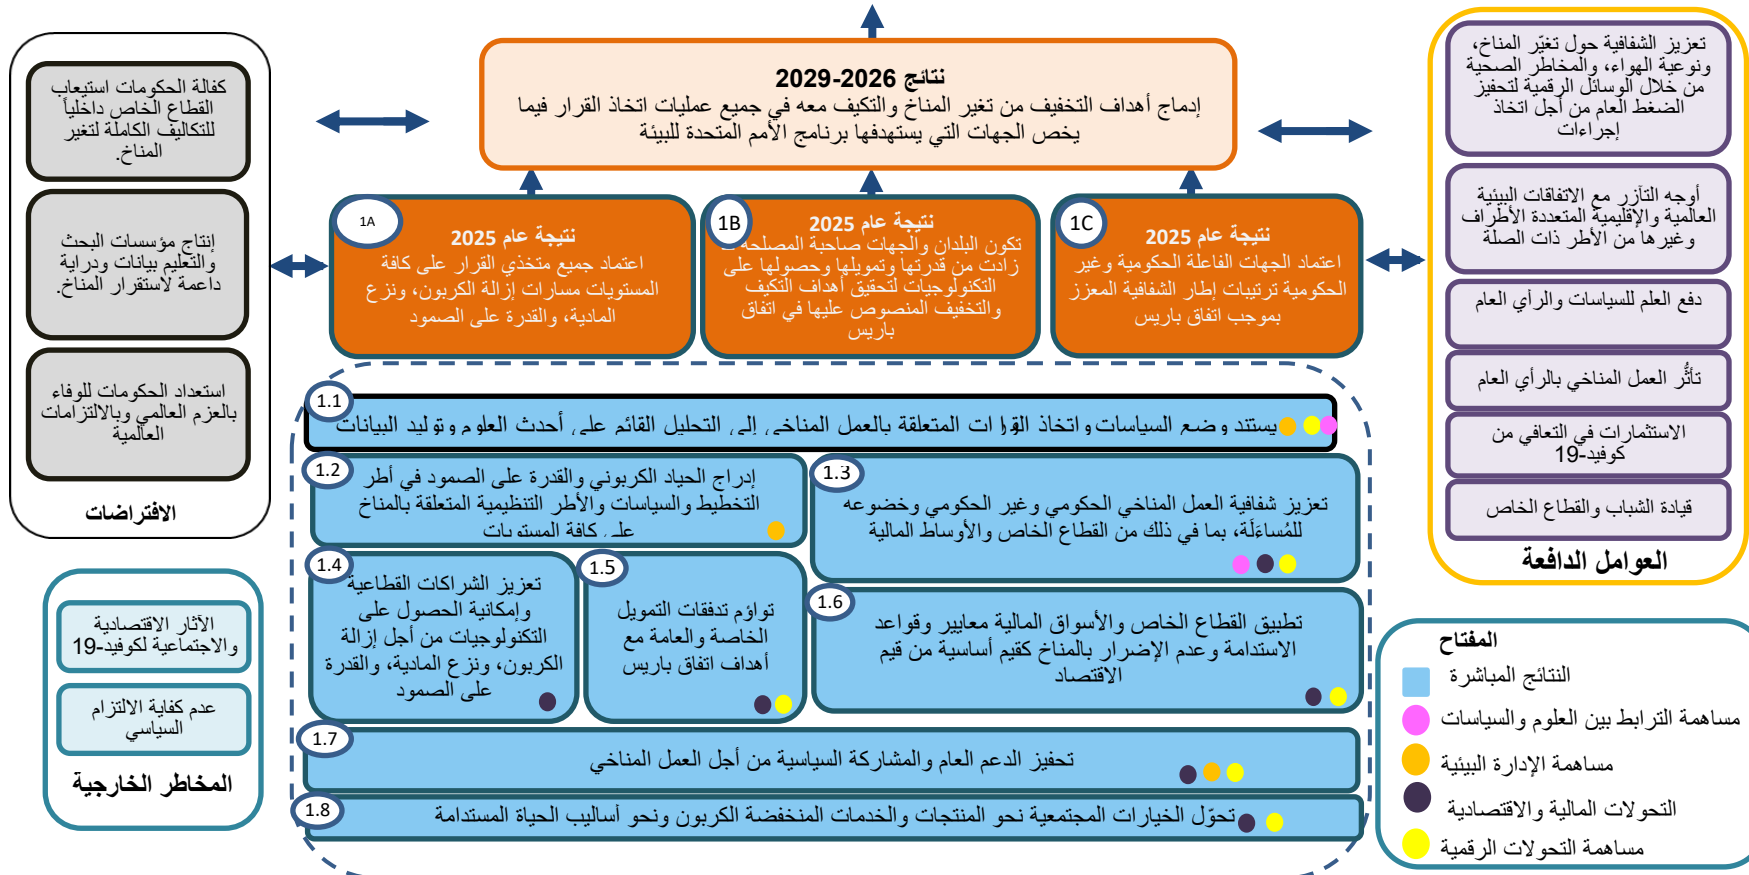 نتائج 2026-2029
إدماج أهداف التخفيف من تغير المناخ والتكيف معه في جميع عمليات اتخاذ القرار فيما
يخص الجهات التي يستهدفها برنامج الأمم المتحدة للبيئة
تعزيز الشفافية حول تغيّر المناخ،
ونوعية الهواء، والمخاطر الصحية
من خلال الوسائل الرقمية لتحفيز
الضغط العام من أجل اتخاذ
إجراءات
أوجه التآزر مع الاتفاقات البيئية
العالمية والإقليمية المتعددة الأطراف
وغيرها من الأطر ذات الصلة
دفع العلم للسياسات والرأي العام
تأثُّر العمل المناخي بالرأي العام
الاستثمارات في التعافي من
كوفيد-19
قيادة الشباب والقطاع الخاص
العوامل الدافعة
1C
نتيجة عام 2025
اعتماد الجهات الفاعلة الحكومية وغير
الحكومية ترتيبات إطار الشفافية المعزز
بموجب اتفاق باريس
1B
نتيجة عام 2025
تكون البلدان والجهات صاحبة المصلحة
زادت من قدرتها وتمويلها وحصولها على
التكنولوجيات لتحقيق أهداف التكيف
والتخفيف المنصوص عليها في اتفاق
باريس
1A
نتيجة عام 2025
اعتماد جميع متخذي القرار على كافة
المستويات مسارات إزالة الكربون، ونزع
المادية، والقدرة على الصمود
كفالة الحكومات استيعاب
القطاع الخاص داخلياً
للتكاليف الكاملة لتغير
المناخ.
إنتاج مؤسسات البحث
والتعليم بيانات ودراية
داعمة لاستقرار المناخ.
استعداد الحكومات للوفاء
بالعزم العالمي وبالالتزامات
العالمية
الافتراضات
1.1
يستند وضع السياسات واتخاذ القرارات المتعلقة بالعمل المناخي إلى التحليل القائم على أحدث العلوم وتوليد البيانات
1.2
إدراج الحياد الكربوني والقدرة على الصمود في أطر
التخطيط والسياسات والأطر التنظيمية المتعلقة بالمناخ
على كافة المستويات
1.3
تعزيز شفافية العمل المناخي الحكومي وغير الحكومي وخضوعه
للمُساءَلَة، بما في ذلك من القطاع الخاص والأوساط المالية
1.4
تعزيز الشراكات القطاعية
وإمكانية الحصول على
التكنولوجيات من أجل إزالة
الكربون، ونزع المادية، والقدرة
على الصمود
1.5
تواؤم تدفقات التمويل
الخاصة والعامة مع
أهداف اتفاق باريس
1.6
تطبيق القطاع الخاص والأسواق المالية معايير وقواعد
الاستدامة وعدم الإضرار بالمناخ كقيم أساسية من قيم
الاقتصاد
1.7
تحفيز الدعم العام والمشاركة السياسية من أجل العمل المناخي
1.8
تحوّل الخيارات المجتمعية نحو المنتجات والخدمات المنخفضة الكربون ونحو أساليب الحياة المستدامة
الآثار الاقتصادية
والاجتماعية لكوفيد-19
عدم كفاية الالتزام
السياسي
المخاطر الخارجية
المفتاح
النتائج المباشرة
مساهمة الترابط بين العلوم والسياسات
مساهمة الإدارة البيئية
التحولات المالية والاقتصادية
مساهمة التحولات الرقمية